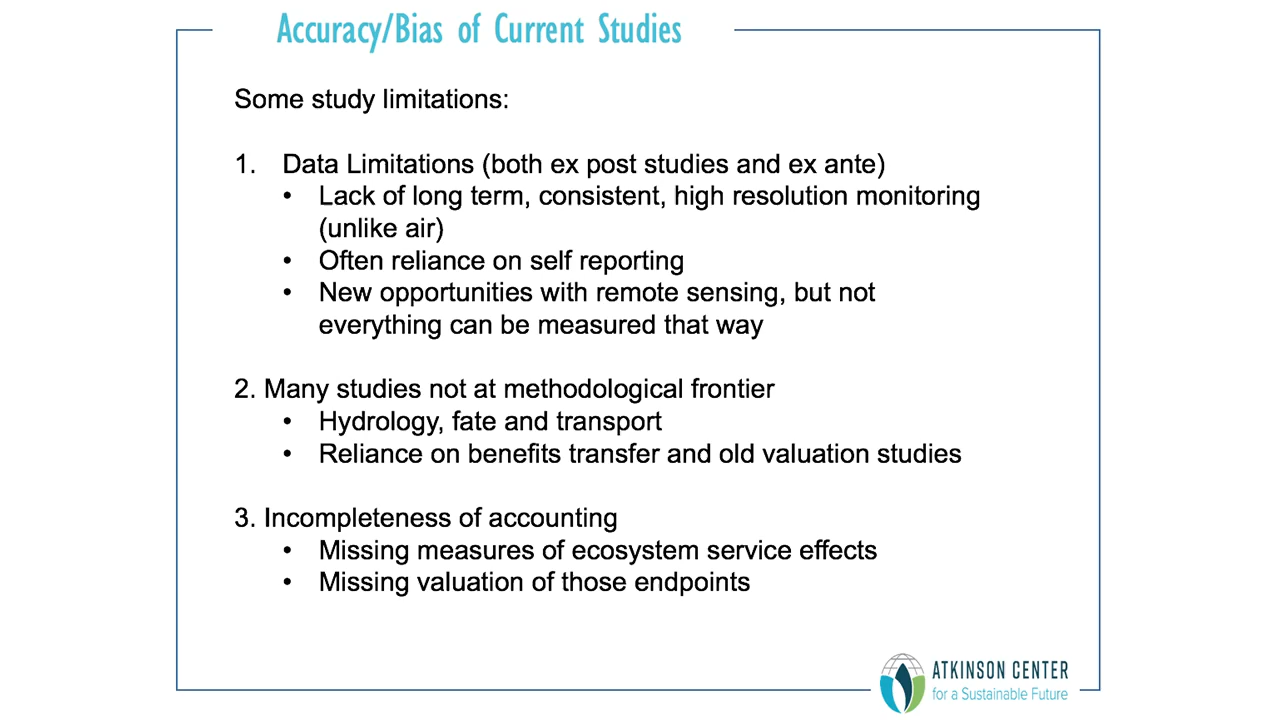 Accuracy/Bias of Current Studies
Some study limitations:
1. Data Limitations (both ex post studies and ex ante)
• Lack of long term, consistent, high resolution monitoring
(unlike air)
• Often reliance on self reporting
• New opportunities with remote sensing, but not
everything can be measured that way
2. Many studies not at methodological frontier
• Hydrology, fate and transport
• Reliance on benefits transfer and old valuation studies
3. Incompleteness of accounting
• Missing measures of ecosystem service effects
• Missing valuation of those endpoints
ATKINSON CENTER
for a Sustainable Future